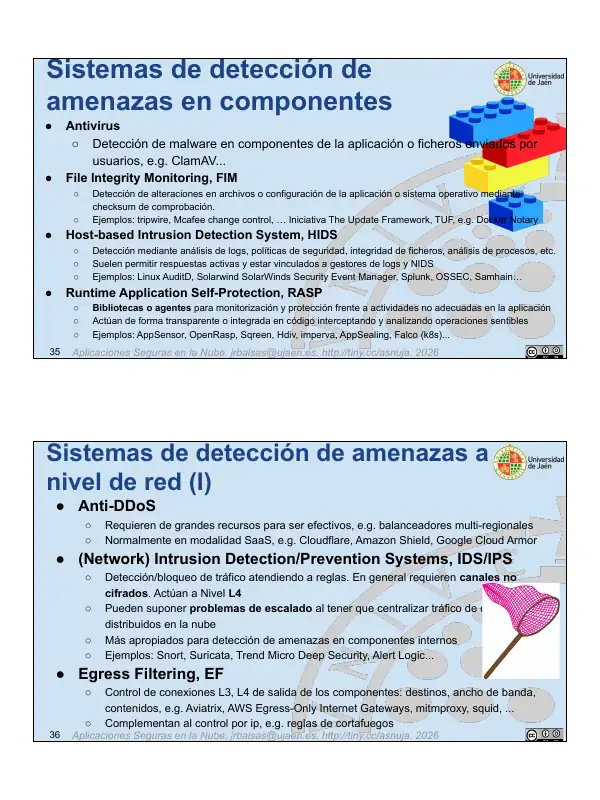 Sistemas de detección de
amenazas en componentes
Universidad
de Jaén
● Antivirus
○ Detección de malware en componentes de la aplicación o ficheros enviados por
usuarios, e.g. ClamAV...
● File Integrity Monitoring, FIM
○ Detección de alteraciones en archivos o configuración de la aplicación o sistema operativo mediante
checksum de comprobación.
○ Ejemplos: tripwire, Mcafee change control, … Iniciativa The Update Framework, TUF, e.g. Docker Notary
● Host-based Intrusion Detection System, HIDS
○ Detección mediante análisis de logs, políticas de seguridad, integridad de ficheros, análisis de procesos, etc.
○ Suelen permitir respuestas activas y estar vinculados a gestores de logs y NIDS
○ Ejemplos: Linux AuditD, Solarwind SolarWinds Security Event Manager, Splunk, OSSEC, Samhain…
● Runtime Application Self-Protection, RASP
○ Bibliotecas o agentes para monitorización y protección frente a actividades no adecuadas en la aplicación
○ Actúan de forma transparente o integrada en código interceptando y analizando operaciones sentibles
○ Ejemplos: AppSensor, OpenRasp, Sqreen, Hdiv, imperva, AppSealing, Falco (k8s)...
35 Aplicaciones Seguras en la Nube. jrbalsas@ujaen.es. http://tiny.cc/asnuja. 2026
Sistemas de detección de amenazas a
nivel de red (I)
Universidad
de Jaén
● Anti-DDoS
○ Requieren de grandes recursos para ser efectivos, e.g. balanceadores multi-regionales
○ Normalmente en modalidad SaaS, e.g. Cloudflare, Amazon Shield, Google Cloud Armor
● (Network) Intrusion Detection/Prevention Systems, IDS/IPS
○ Detección/bloqueo de tráfico atendiendo a reglas. En general requieren canales no
cifrados. Actúan a Nivel L4
○ Pueden suponer problemas de escalado al tener que centralizar tráfico de
distribuidos en la nube
○ Más apropiados para detección de amenazas en componentes internos
○ Ejemplos: Snort, Suricata, Trend Micro Deep Security, Alert Logic...
● Egress Filtering, EF
○ Control de conexiones L3, L4 de salida de los componentes: destinos, ancho de banda,
contenidos, e.g. Aviatrix, AWS Egress-Only Internet Gateways, mitmproxy, squid, ...
○ Complementan al control por ip, e.g. reglas de cortafuegos
36 Aplicaciones Seguras en la Nube. jrbalsas@ujaen.es. http://tiny.cc/asnuja. 2026